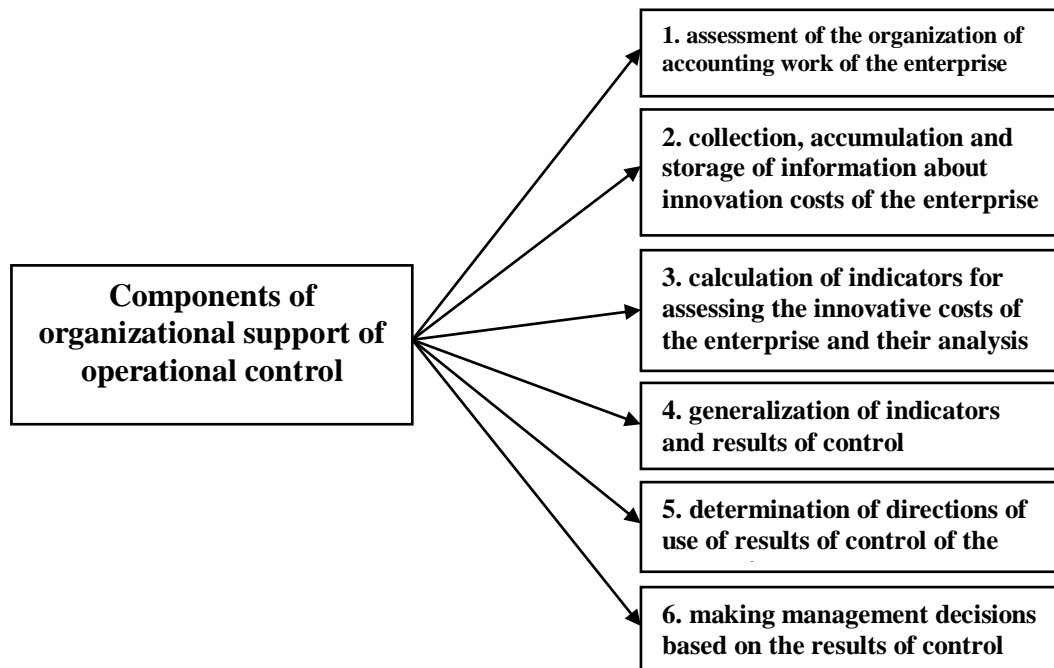 Components of
organizational support of
operational control
1. assessment of the organization of
accounting work of the enterprise
2. collection, accumulation and
storage of information about
innovation costs of the enterprise
3. calculation of indicators for
assessing the innovative costs of
the enterprise and their analysis
4. generalization of indicators
and results of control
5. determination of directions of
use of results of control of the
6. making management decisions
based on the results of control